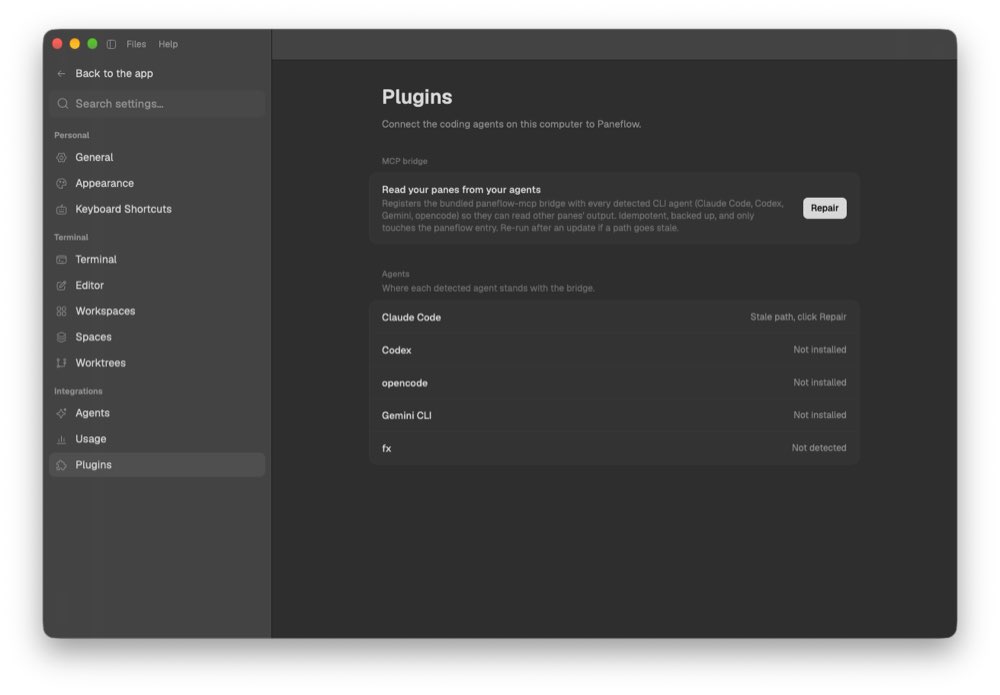 Files Help
Back to the app
Search settings...
Personal
General
Appearance
Keyboard Shortcuts
Terminal
Terminal
Editor
Workspaces
Spaces
Worktrees
Integrations
Agents
Usage
Plugins
Plugins
Connect the coding agents on this computer to Paneflow.
MCP bridge
Read your panes from your agents
Registers the bundled paneflow-mcp bridge with every detected CLI agent (Claude Code, Codex,
Gemini, opencode) so they can read other panes' output. Idempotent, backed up, and only
touches the paneflow entry. Re-run after an update if a path goes stale.
Repair
Agents
Where each detected agent stands with the bridge.
Claude Code Stale path, click Repair
Codex Not installed
opencode Not installed
Gemini CLI Not installed
fx Not detected